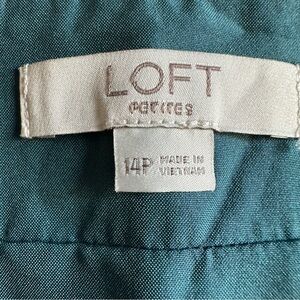 LOFT
PETITES
14P
MADE IN
VIETNAM